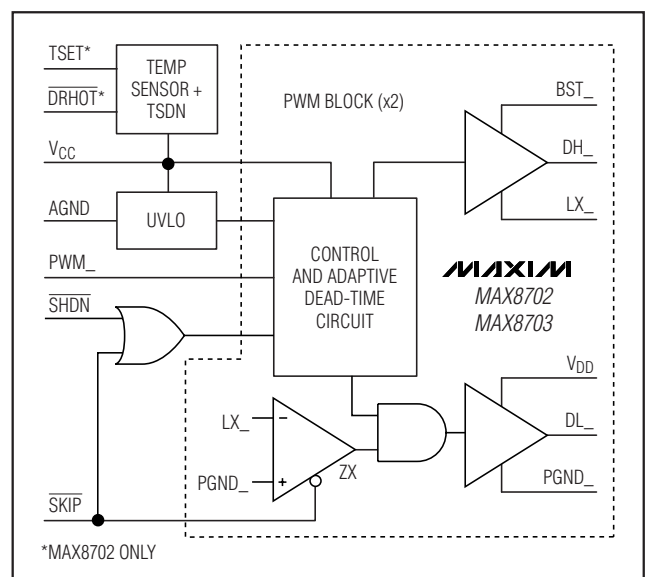 TSET*
DRHOT*
VCC
AGND
PWM_
SHDN
SKIP
TEMP
SENSOR +
TSDN
UVLO
PWM BLOCK (x2)
CONTROL
AND ADAPTIVE
DEAD-TIME
CIRCUIT
BST_
DH_
LX_
MAXIM
MAX8702
MAX8703
VDD
DL_
PGND_
LX_
−
PGND_
+
ZX
*MAX8702 ONLY